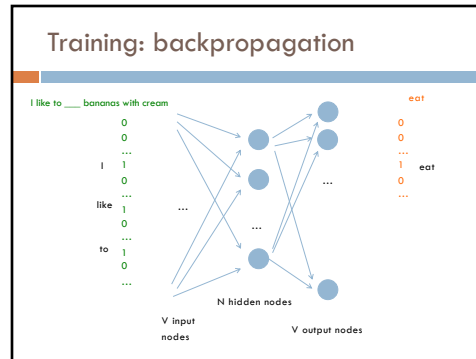 Training: backpropagation
I like to ___ bananas with cream
0
0
...
I 1
0
...
like 1
0
...
to 1
0
...
...
N hidden nodes
V input
nodes
...
...
V output nodes
eat
0
0
...
1 eat
0
...